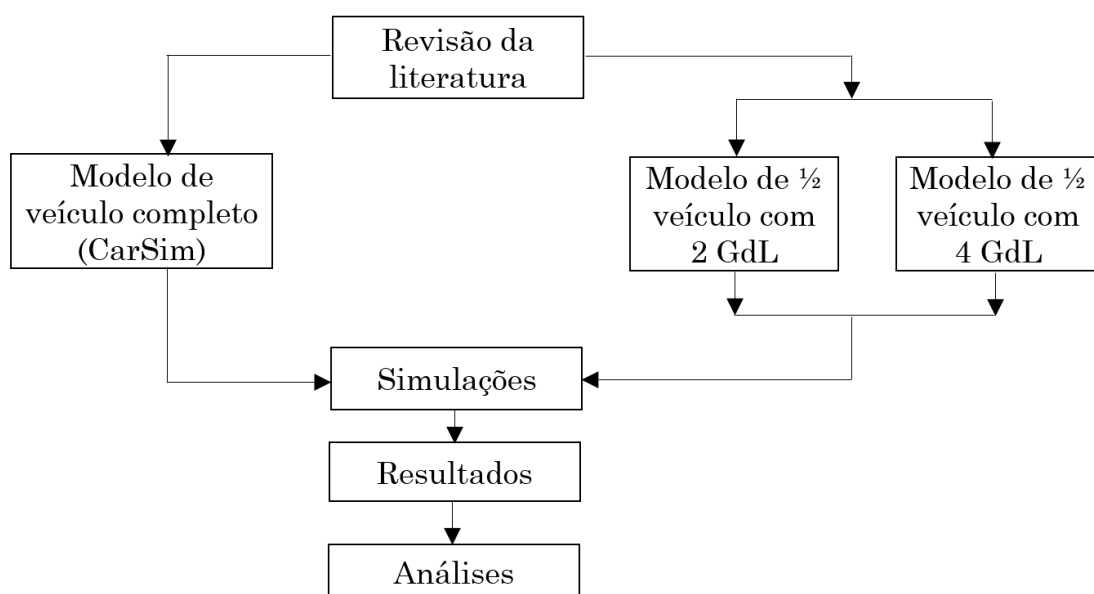 Revisão da
literatura
Modelo de
veículo completo
(CarSim)
Modelo de ½
veículo com
2 GdL
Modelo de ½
veículo com
4 GdL
Simulações
Resultados
Análises